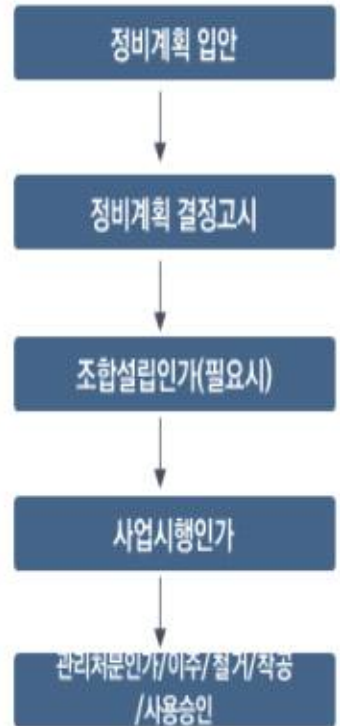 정비계획 입안
정비계획 결정고시
조합설립인가(필요시)
사업시행인가
관리처분인가/이주/철거/착공
/사용승인